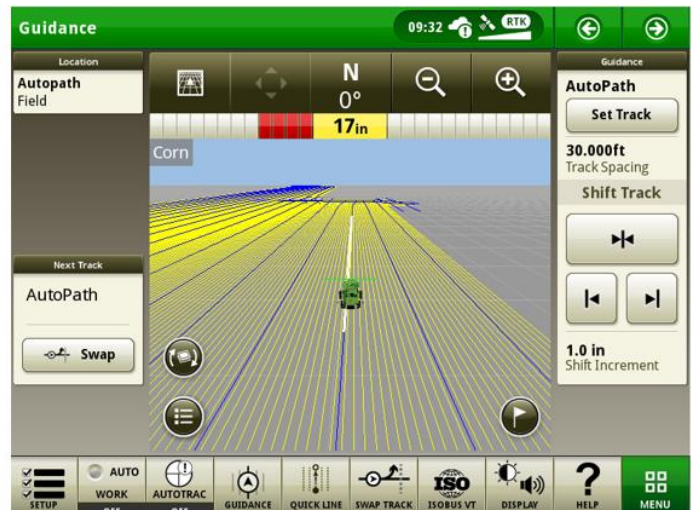 Guidance
09:32
RTK
Location
Autopath
Field
N
0°
17in
Corn
Next Track
AutoPath
Swap
Guidance
AutoPath
Set Track
30.000ft
Track Spacing
Shift Track
1.0 in
Shift Increment
SETUP
AUTO
WORK
OFF
AUTOTRAC
OFF
GUIDANCE
QUICK LINE
SWAP TRACK
ISO
ISOBUS VT
DISPLAY
HELP
MENU